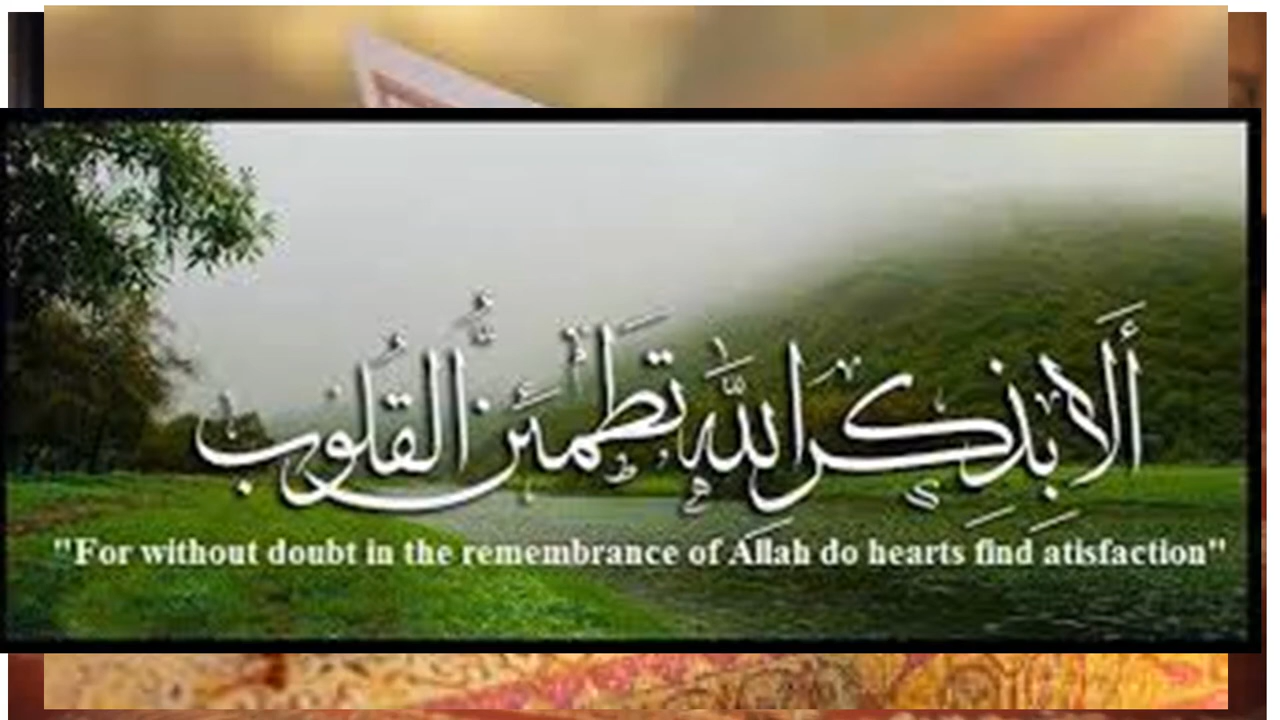 أَلَا بِذِكْرِ اللَّهِ تَطْمَئِنُّ الْقُلُوبُ
"For without doubt in the remembrance of Allah do hearts find atisfaction"